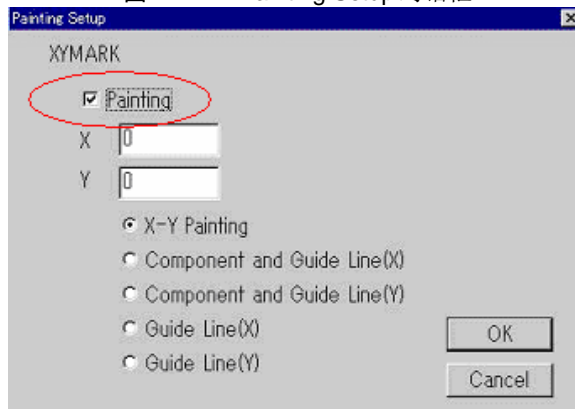 Painting Setup
XYMARK
Painting
X 0
Y 0
X-Y Painting
Component and Guide Line(X)
Component and Guide Line(Y)
Guide Line(X)
Guide Line(Y)
OK
Cancel